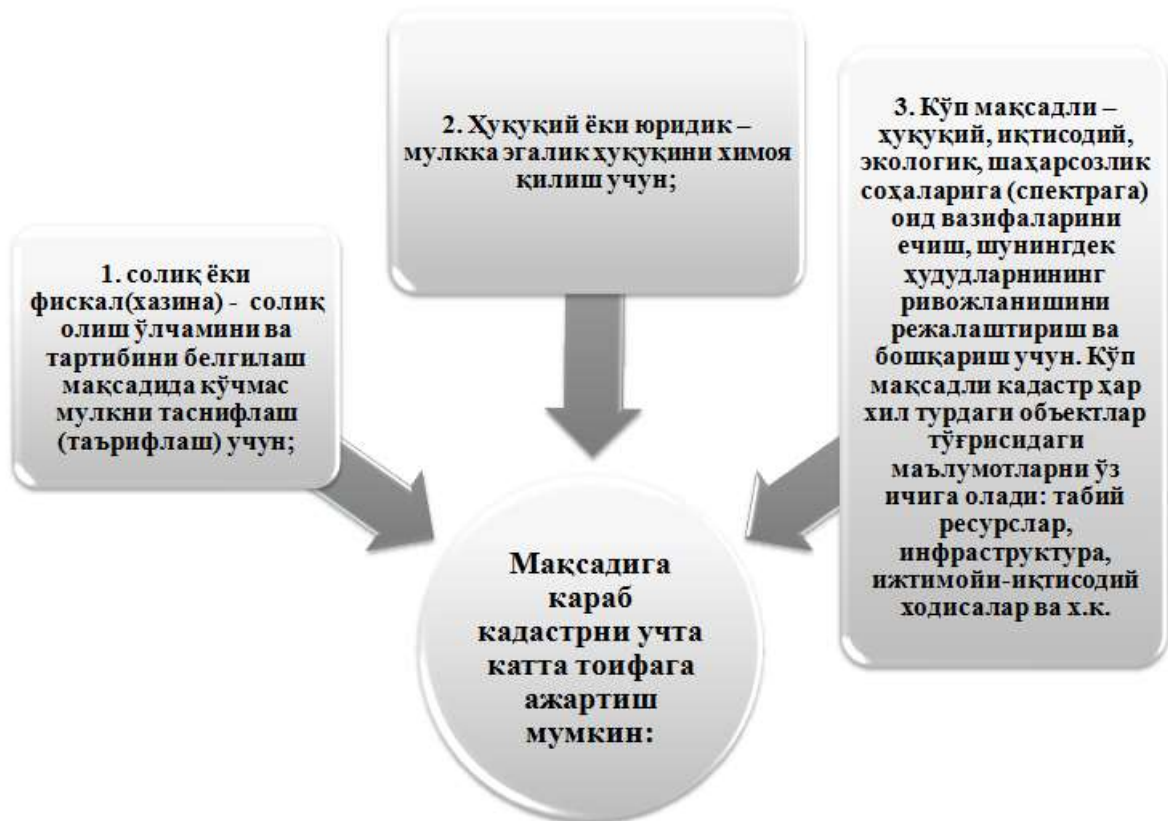 1. солиқ ёки
фискал(хазина) - солиқ
олиш ўлчамини ва
тартибини белгилаш
мақсадида кўчмас
мулкни таснифлаш
(таърифлаш) учун;
2. Ҳуқуқий ёки юридик –
мулкка эгалик ҳуқуқини химоя
қилиш учун;
3. Кўп мақсадли –
ҳуқуқий, иқтисодий,
экологик, шаҳарсозлик
соҳаларига (спектрага)
оид вазифаларини
ечиш, шунингдек
ҳудудларнининг
ривожланишини
режалаштириш ва
бошқариш учун. Кўп
мақсадли кадастр ҳар
хил турдаги объектлар
тўғрисидаги
маълумотларни ўз
ичига олади: табий
ресурслар,
инфраструктура,
ижтимойи-иқтисодий
ходисалар ва х.к.
Мақсадига
караб
кадастрни учта
катта тоифага
ажартиш
мумкин: